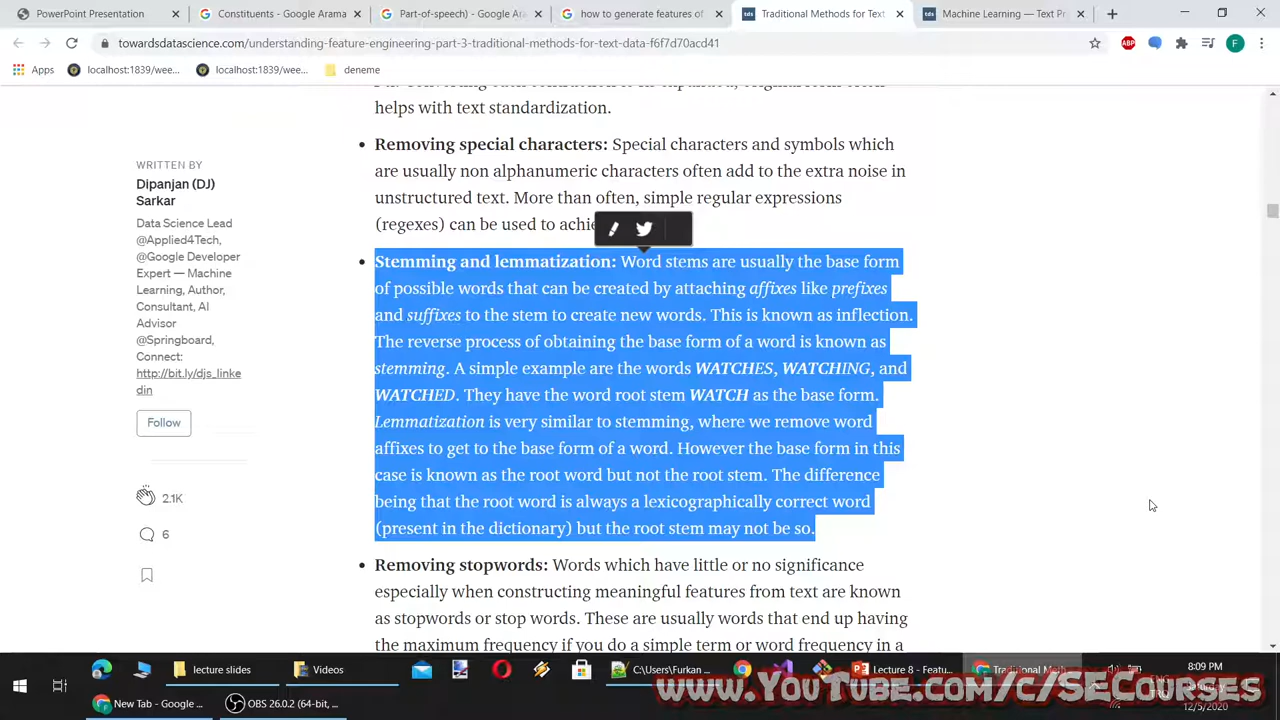 PowerPoint Presentation
Constituents - Google Arama
Part-of-speech) - Google Ara
how to generate features of
Traditional Methods for Text
Machine Learning — Text Pr
towardsdatascience.com/understanding-feature-engineering-part-3-traditional-methods-for-text-data-f6f7d70acd41
ABP
F
Apps
localhost:1839/wee...
localhost:1839/wee...
deneme
helps with text standardization.
Removing special characters: Special characters and symbols which
are usually non alphanumeric characters often add to the extra noise in
unstructured text. More than often, simple regular expressions
(regexes) can be used to achie
WRITTEN BY
Dipanjan (DJ)
Sarkar
Data Science Lead
@Applied4Tech,
@Google Developer
Expert — Machine
Learning, Author,
Consultant, AI
Advisor
@Springboard,
Connect:
http://bit.ly/djs_linke
din
Follow
2.1K
6
Stemming and lemmatization: Word stems are usually the base form
of possible words that can be created by attaching affixes like prefixes
and suffixes to the stem to create new words. This is known as inflection.
The reverse process of obtaining the base form of a word is known as
stemming. A simple example are the words WATCHES, WATCHING, and
WATCHED. They have the word root stem WATCH as the base form.
Lemmatization is very similar to stemming, where we remove word
affixes to get to the base form of a word. However the base form in this
case is known as the root word but not the root stem. The difference
being that the root word is always a lexicographically correct word
(present in the dictionary) but the root stem may not be so.
Removing stopwords: Words which have little or no significance
especially when constructing meaningful features from text are known
as stopwords or stop words. These are usually words that end up having
the maximum frequency if you do a simple term or word frequency in a
lecture slides
Videos
C:\Users\Furkan ...
Lecture 8 - Featu...
Traditional Meth
8:09 PM
New Tab - Google ...
OBS 26.0.2 (64-bit, ...
www.YouTube.com/c/SECourses
12/5/2020